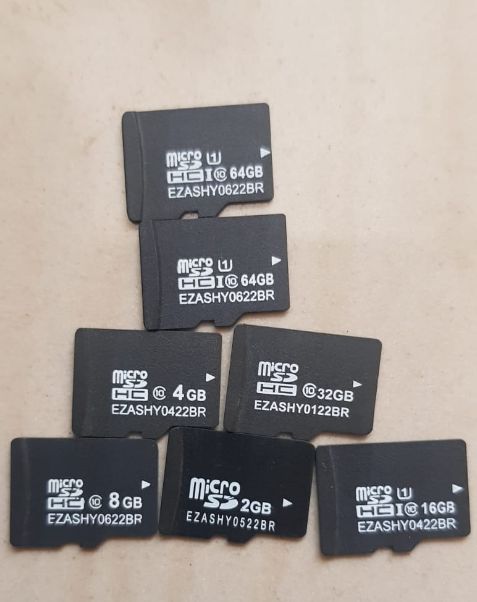 micro SD HC I U1 10 64GB
EZASHY0622BR
micro SD HC I U1 10 64GB
EZASHY0622BR
micro SD HC 10 4GB
EZASHY0422BR
micro SD HC 10 32GB
EZASHY0122BR
micro SD HC 10 8GB
EZASHY0622BR
micro SD 2GB
EZASHY0522BR
micro SD HC I U1 10 16GB
EZASHY0422BR